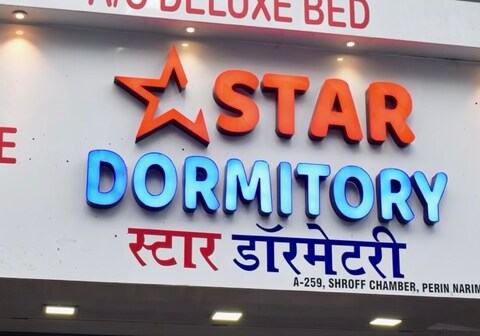 A/C DELUXE BED
STAR
DORMITORY
स्टार डॉरमेटरी
A-259, SHROFF CHAMBER, PERIN NARIM